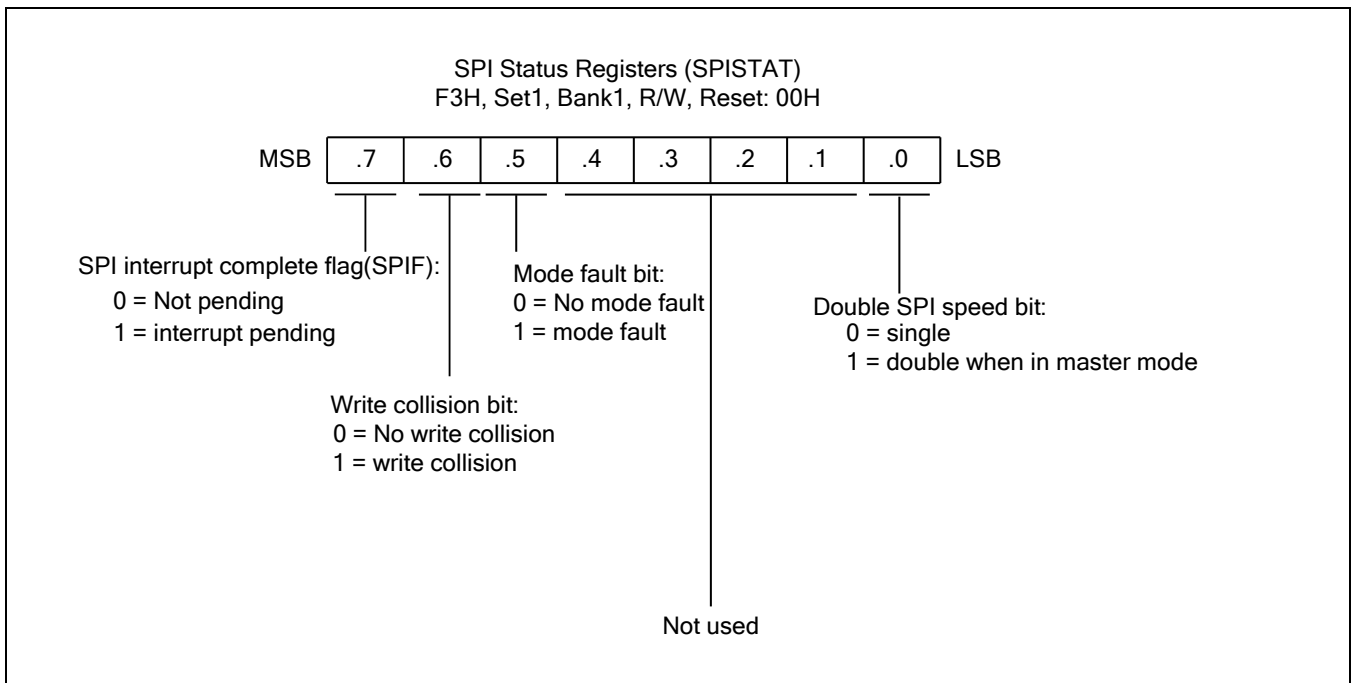 SPI Status Registers (SPISTAT)
F3H, Set1, Bank1, R/W, Reset: 00H
MSB .7 .6 .5 .4 .3 .2 .1 .0 LSB
SPI interrupt complete flag(SPIF):
0 = Not pending
1 = interrupt pending
Mode fault bit:
0 = No mode fault
1 = mode fault
Double SPI speed bit:
0 = single
1 = double when in master mode
Write collision bit:
0 = No write collision
1 = write collision
Not used